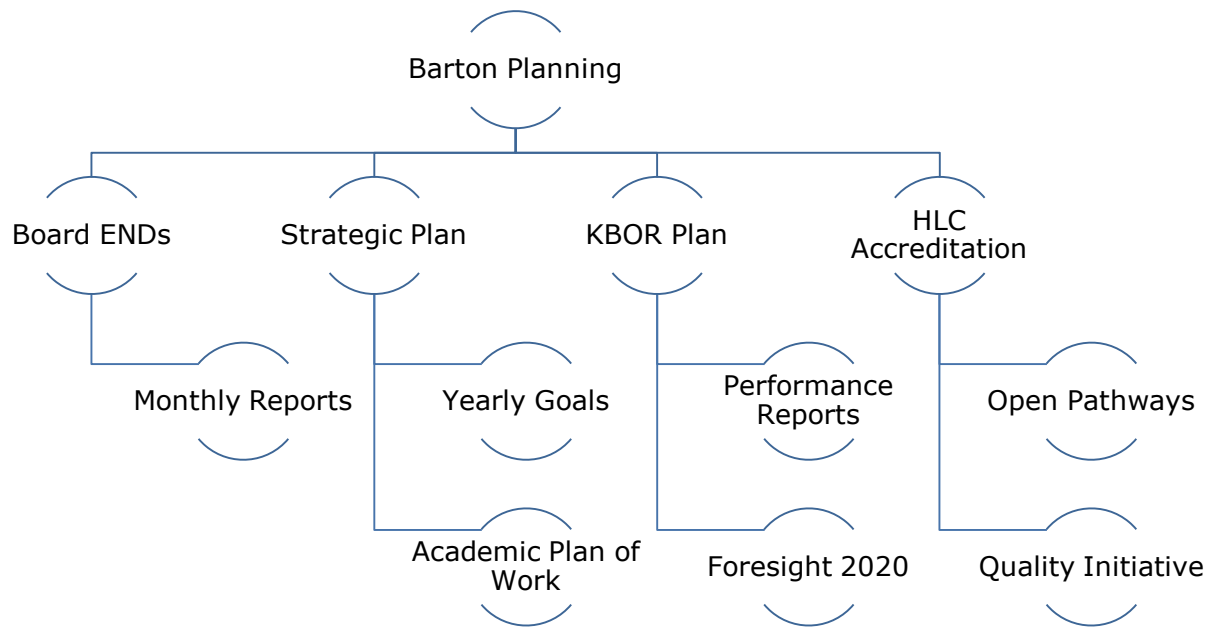 Barton Planning
Board ENDs
Strategic Plan
KBOR Plan
HLC
Accreditation
Monthly Reports
Yearly Goals
Performance
Reports
Open Pathways
Academic Plan of
Work
Foresight 2020
Quality Initiative